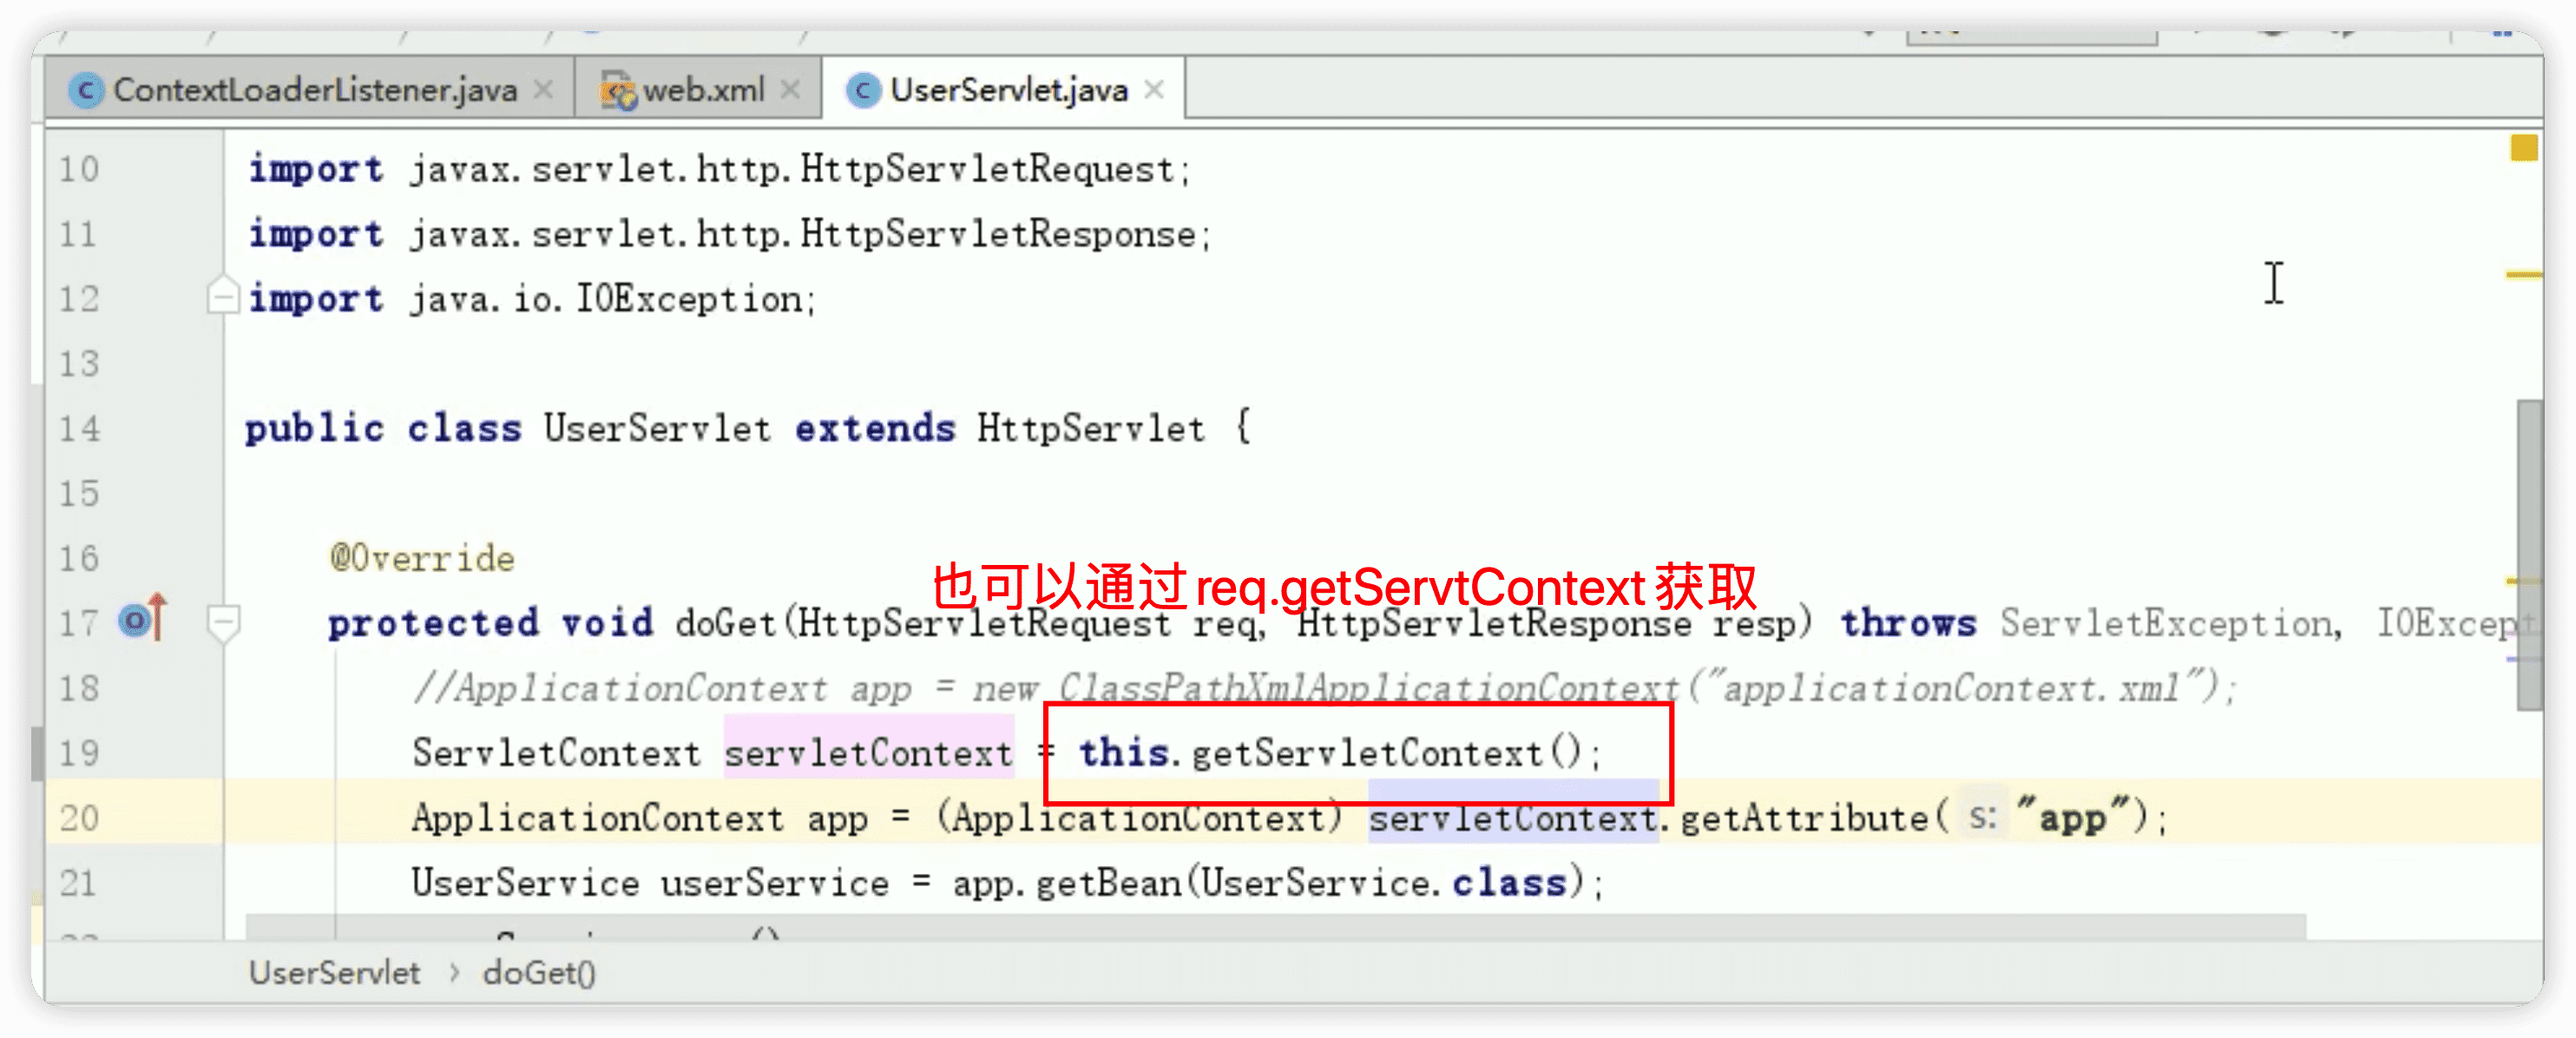 ContextLoaderListener.java web.xml UserServlet.java
10 import javax.servlet.http.HttpServletRequest;
11 import javax.servlet.http.HttpServletResponse;
12 import java.io.IOException;
13
14 public class UserServlet extends HttpServlet {
15
16 @Override
也可以通过req.getServtContext获取
17 protected void doGet(HttpServletRequest req, HttpServletResponse resp) throws ServletException, IOExcept
18 //ApplicationContext app = new ClassPathXmlApplicationContext("applicationContext.xml");
19 ServletContext servletContext = this.getServletContext();
20 ApplicationContext app = (ApplicationContext) servletContext.getAttribute( s: "app");
21 UserService userService = app.getBean(UserService.class);
UserServlet › doGet()